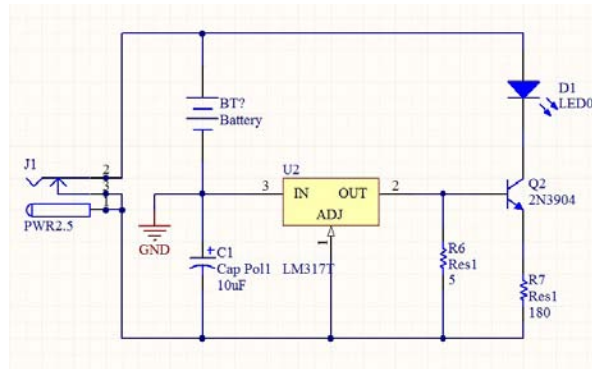 D1
LED0
BT?
Battery
J1
2
3
1
PWR2.5
U2
3
IN
OUT
2
ADJ
1
LM317T
GND
C1
+
Cap Pol1
10uF
Q2
2N3904
R6
Res1
5
R7
Res1
180